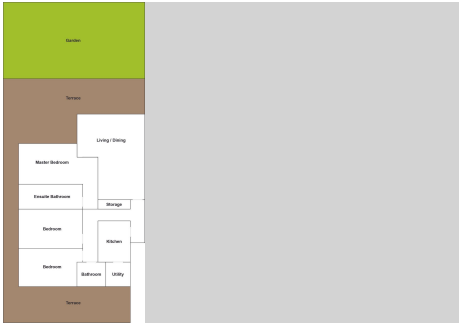 Garden
Terrace
Living / Dining
Master Bedroom
Ensuite Bathroom
Storage
Bedroom
Kitchen
Bedroom
Bathroom
Utility
Terrace